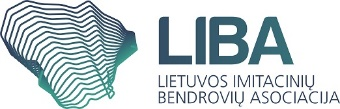 LIBA
LIETUVOS IMITACINIŲ
BENDROVIŲ ASOCIACIJA